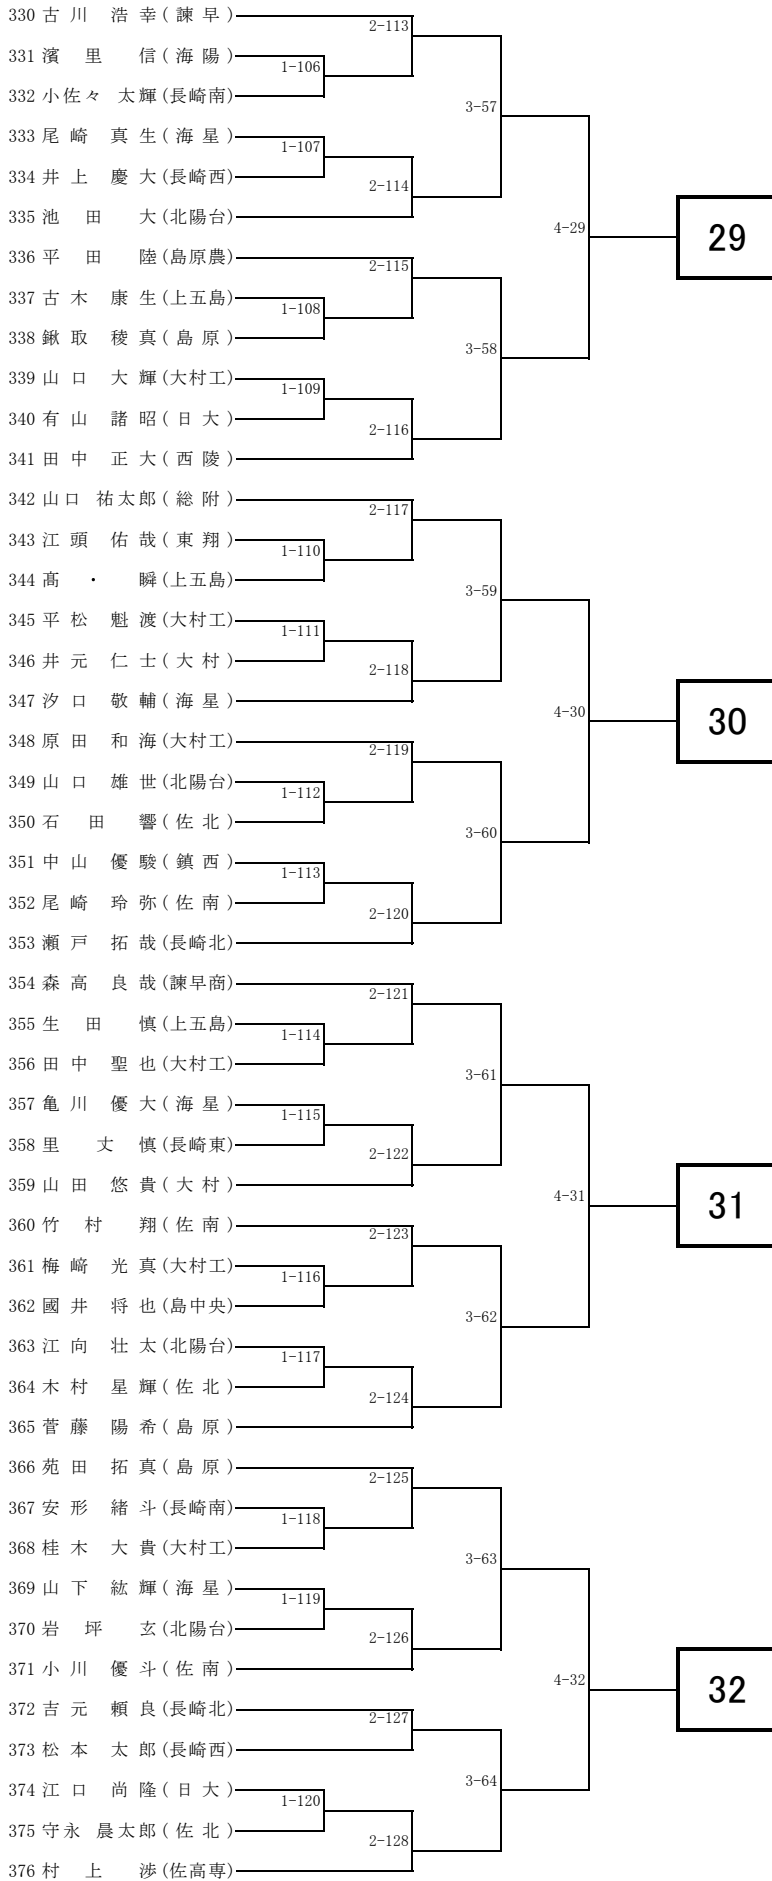 330 古川 浩幸 (諫早)
2-113
331 濱里 信 (海陽)
1-106
332 小佐々 太輝 (長崎南)
3-57
333 尾崎 真生 (海星)
1-107
334 井上 慶大 (長崎西)
2-114
335 池田 大 (北陽台)
4-29
29
336 平田 陸 (島原農)
2-115
337 古木 康生 (上五島)
1-108
338 鍬取 稜真 (島原)
3-58
339 山口 大輝 (大村工)
1-109
340 有山 諸昭 (日大)
2-116
341 田中 正大 (西陵)
342 山口 祐太郎 (総附)
2-117
343 江頭 佑哉 (東翔)
1-110
344 髙・ 瞬 (上五島)
3-59
345 平松 魁渡 (大村工)
1-111
346 井元 仁士 (大村)
2-118
347 汐口 敬輔 (海星)
4-30
30
348 原田 和海 (大村工)
2-119
349 山口 雄世 (北陽台)
1-112
350 石田 響 (佐北)
3-60
351 中山 優駿 (鎮西)
1-113
352 尾崎 玲弥 (佐南)
2-120
353 瀬戸 拓哉 (長崎北)
354 森高 良哉 (諫早商)
2-121
355 生田 慎 (上五島)
1-114
356 田中 聖也 (大村工)
3-61
357 亀川 優大 (海星)
1-115
358 里 丈慎 (長崎東)
2-122
359 山田 悠貴 (大村)
4-31
31
360 竹村 翔 (佐南)
2-123
361 梅﨑 光真 (大村工)
1-116
362 國井 将也 (島中央)
3-62
363 江向 壮太 (北陽台)
1-117
364 木村 星輝 (佐北)
2-124
365 菅藤 陽希 (島原)
366 苑田 拓真 (島原)
2-125
367 安形 緒斗 (長崎南)
1-118
368 桂木 大貴 (大村工)
3-63
369 山下 紘輝 (海星)
1-119
370 岩坪 玄 (北陽台)
2-126
371 小川 優斗 (佐南)
4-32
32
372 吉元 頼良 (長崎北)
2-127
373 松本 太郎 (長崎西)
3-64
374 江口 尚隆 (日大)
1-120
375 守永 晨太郎 (佐北)
2-128
376 村上 渉 (佐高専)